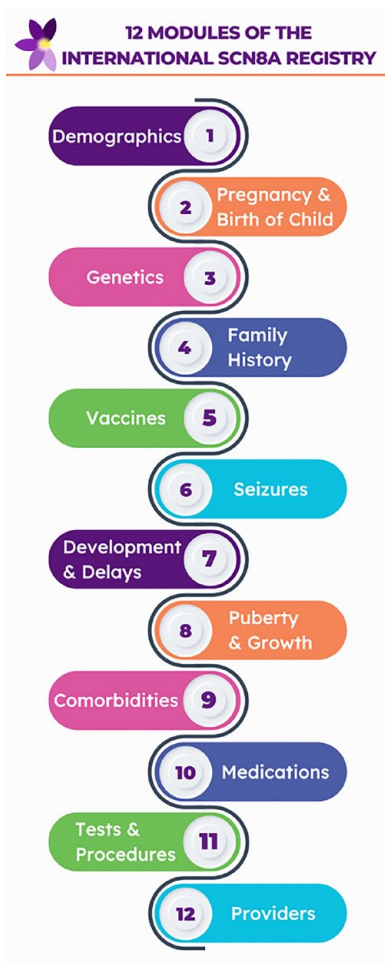 12 MODULES OF THE
INTERNATIONAL SCN8A REGISTRY
Demographics
1
2
Pregnancy &
Birth of Child
Genetics
3
4
Family
History
Vaccines
5
6
Seizures
Development
& Delays
7
8
Puberty
& Growth
Comorbidities
9
10
Medications
Tests &
Procedures
11
12
Providers